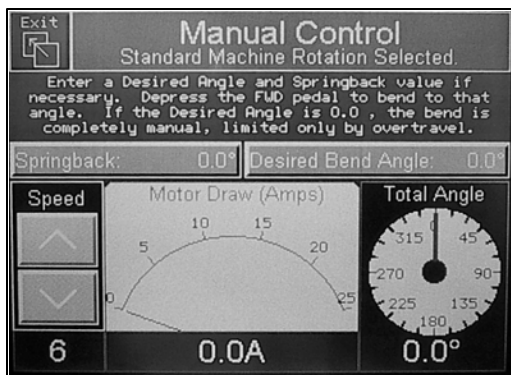 Exit
Manual Control
Standard Machine Rotation Selected.
Enter a Desired Angle and Springback value if
necessary. Depress the FWD pedal to bend to that
angle. If the Desired Angle is 0.0 , the bend is
completely manual, limited only by overtravel.
Springback: 0.0° Desired Bend Angle: 0.0°
Speed
Motor Draw (Amps)
Total Angle
0
5
10
15
20
25
0
45
90
135
180
225
270
315
6
0.0A
0.0°